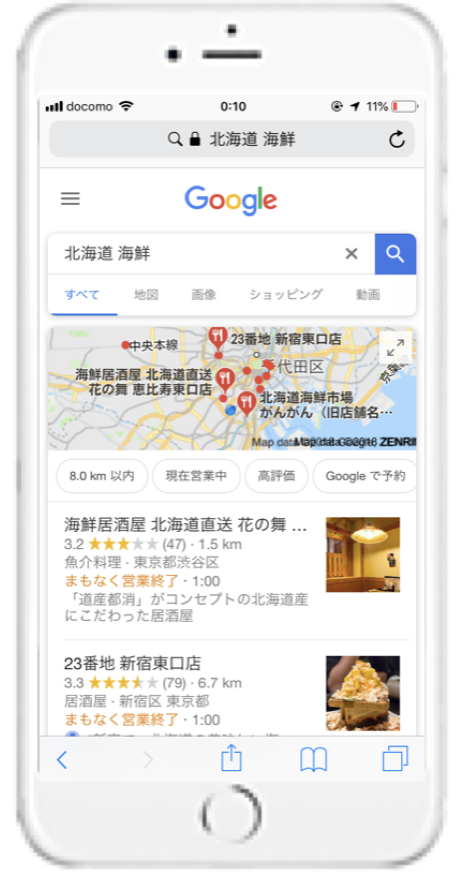 docomo 0:10 11%
北海道 海鮮
Google
北海道 海鮮
すべて 地図 画像 ショッピング 動画
中央本線
23番地 新宿東口店
千代田区
海鮮居酒屋 北海道直送
花の舞 恵比寿東口店
北海道海鮮市場
がんがん（旧店舗名…
Map data ZENRIN
8.0 km 以内 現在営業中 高評価 Google で予約
海鮮居酒屋 北海道直送 花の舞 ...
3.2 (47) · 1.5 km
魚介料理 · 東京都渋谷区
まもなく営業終了 · 1:00
「道産都消」がコンセプトの北海道産
にこだわった居酒屋
23番地 新宿東口店
3.3 (79) · 6.7 km
居酒屋 · 新宿区 東京都
まもなく営業終了 · 1:00